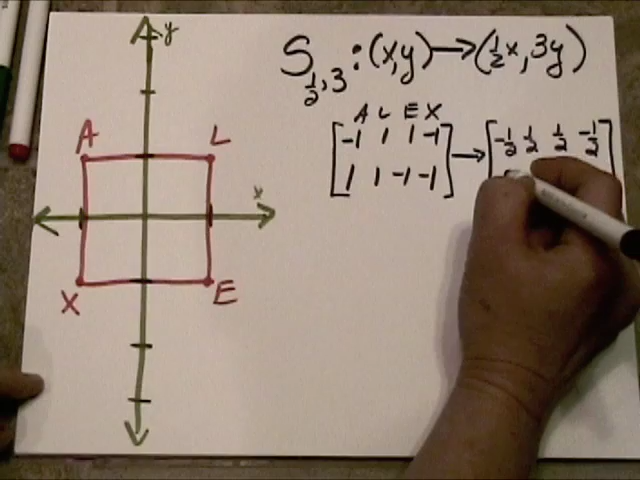 y
S½,3 : (x,y) → (½x, 3y)
A L E X
[-1 1 1 -1 → [-½ ½ ½ -½]
1 1 -1 -1]
A L
x
X E